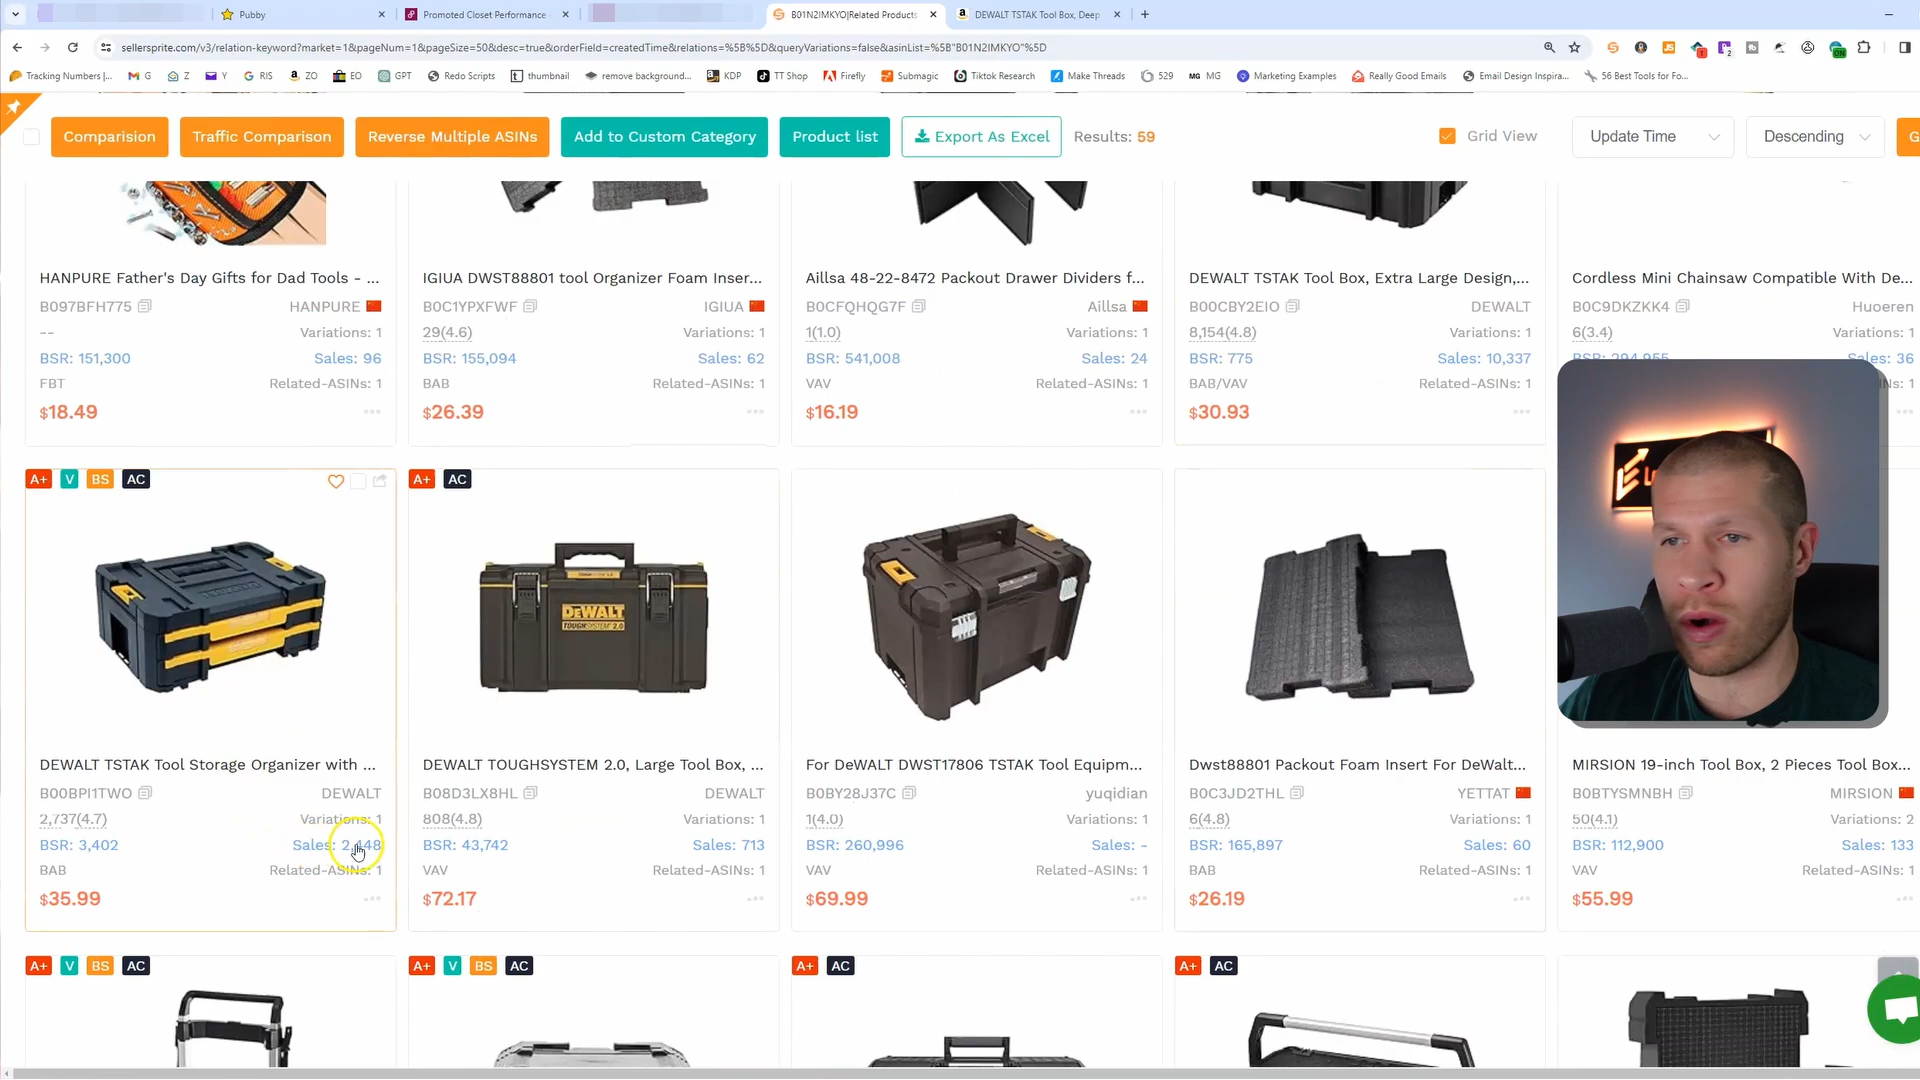 Pubby
Promoted Closet Performance
B01N2IMKYO|Related Products
DEWALT TSTAK Tool Box, Deep
sellersprite.com/v3/relation-keyword?market=1&pageNum=1&pageSize=50&desc=true&orderField=createdTime&relations=%5B%5D&queryVariations=false&asinList=%5B"B01N2IMKYO"%5D
Tracking Numbers |... G Z Y RIS ZO EO GPT Redo Scripts thumbnail remove background... KDP TT Shop Firefly Submagic Tiktok Research Make Threads 529 MG MG Marketing Examples Really Good Emails Email Design Inspira... 56 Best Tools for Fo...
Comparision Traffic Comparison Reverse Multiple ASINs Add to Custom Category Product list Export As Excel Results: 59 Grid View Update Time Descending G
HANPURE Father's Day Gifts for Dad Tools - ...
B097BFH775 HANPURE
-- Variations: 1
BSR: 151,300 Sales: 96
FBT Related-ASINs: 1
$18.49
IGIUA DWST88801 tool Organizer Foam Inser...
B0C1YPXFWF IGIUA
29(4.6) Variations: 1
BSR: 155,094 Sales: 62
BAB Related-ASINs: 1
$26.39
Aillsa 48-22-8472 Packout Drawer Dividers f...
B0CFQHQG7F Aillsa
1(1.0) Variations: 1
BSR: 541,008 Sales: 24
VAV Related-ASINs: 1
$16.19
DEWALT TSTAK Tool Box, Extra Large Design,...
B00CBY2EIO DEWALT
8,154(4.8) Variations: 1
BSR: 775 Sales: 10,337
BAB/VAV Related-ASINs: 1
$30.93
Cordless Mini Chainsaw Compatible With De...
B0C9DKZKK4 Huoeren
6(3.4) Variations: 1
BSR: 294,955 Sales: 36
A+ V BS AC
DEWALT TSTAK Tool Storage Organizer with ...
B00BPI1TWO DEWALT
2,737(4.7) Variations: 1
BSR: 3,402 Sales:
BAB Related-ASINs: 1
$35.99
A+ AC
DEWALT
TOUGHSYSTEM 2.0
DEWALT TOUGHSYSTEM 2.0, Large Tool Box, ...
B08D3LX8HL DEWALT
808(4.8) Variations: 1
BSR: 43,742 Sales: 713
VAV Related-ASINs: 1
$72.17
For DeWALT DWST17806 TSTAK Tool Equipm...
B0BY28J37C yuqidian
1(4.0) Variations: 1
BSR: 260,996 Sales: -
VAV Related-ASINs: 1
$69.99
Dwst88801 Packout Foam Insert For DeWalt...
B0C3JD2THL YETTAT
6(4.8) Variations: 1
BSR: 165,897 Sales: 60
BAB Related-ASINs: 1
$26.19
MIRSION 19-inch Tool Box, 2 Pieces Tool Box...
B0BTYSMNBH MIRSION
50(4.1) Variations: 2
BSR: 112,900 Sales: 133
VAV Related-ASINs: 1
$55.99
A+ V BS AC
A+ V BS AC
A+ AC
A+ AC